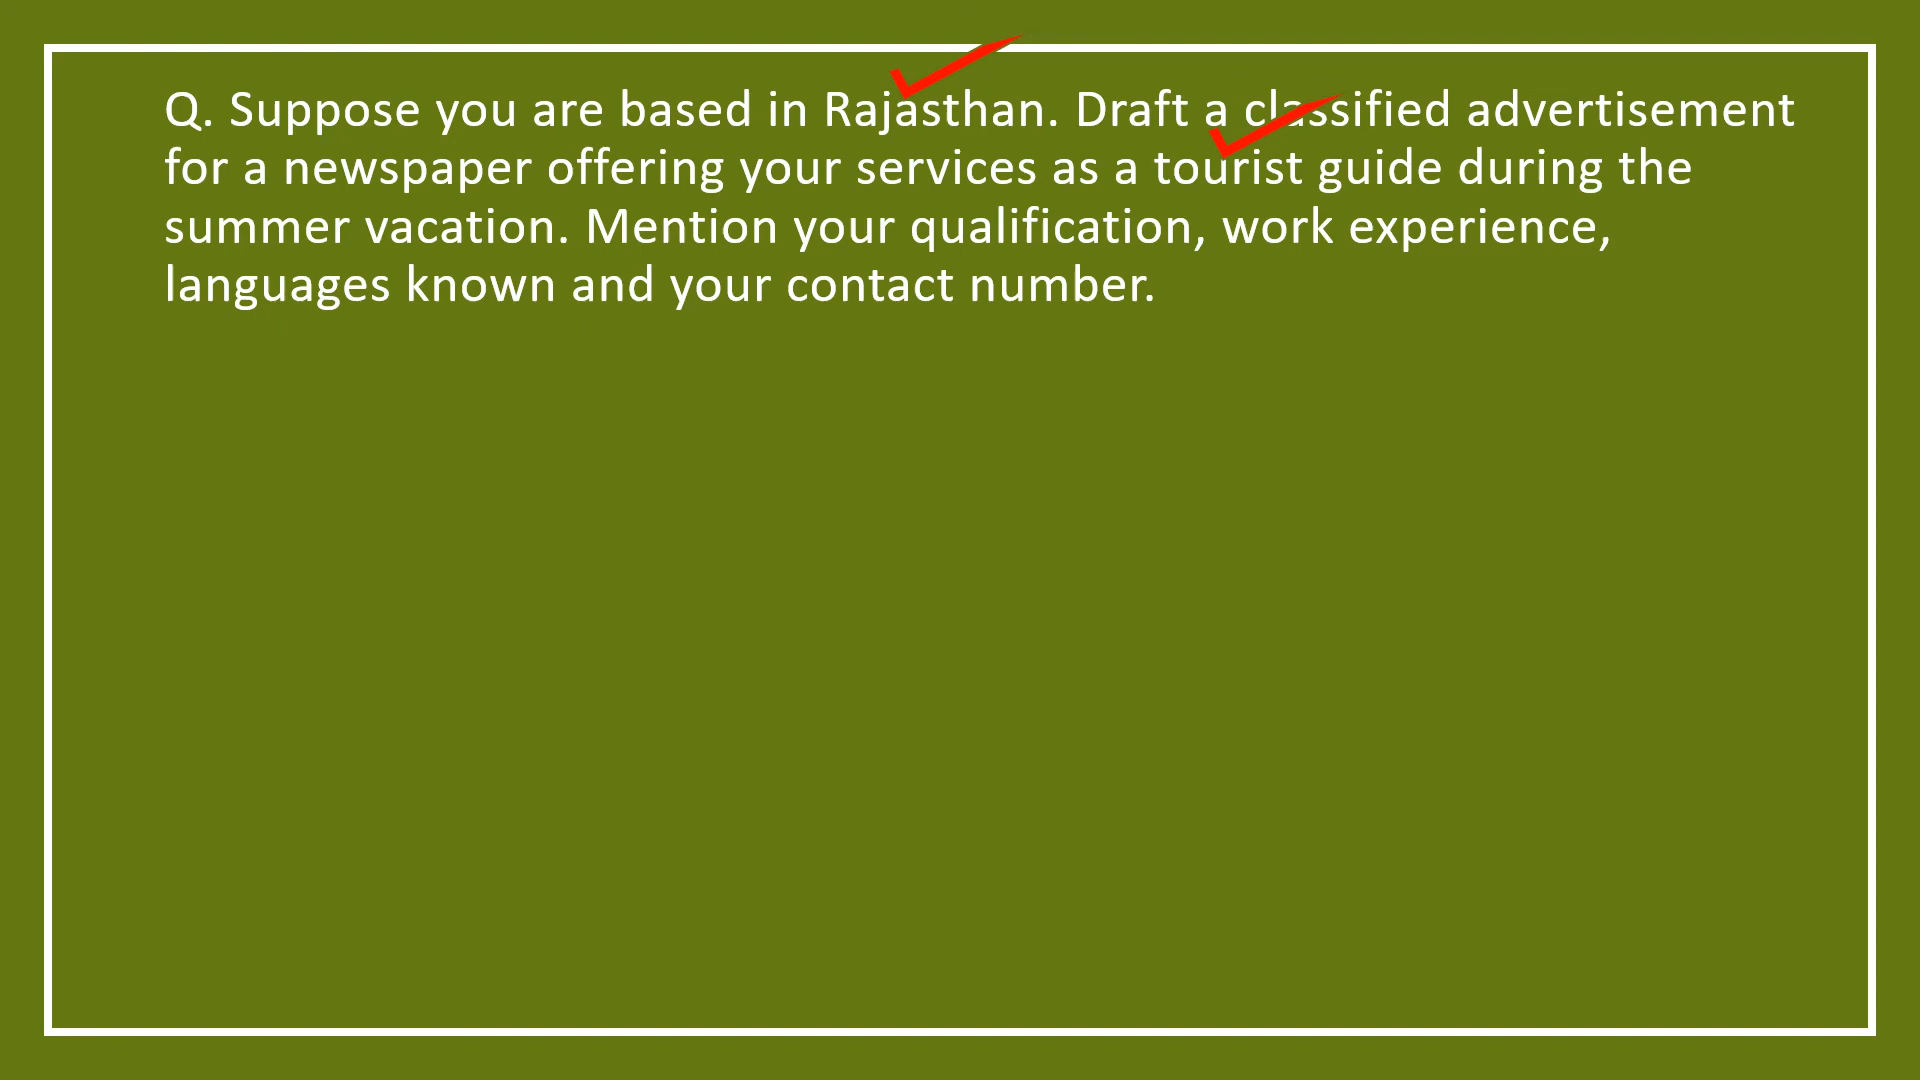 Q. Suppose you are based in Rajasthan. Draft a classified advertisement
for a newspaper offering your services as a tourist guide during the
summer vacation. Mention your qualification, work experience,
languages known and your contact number.